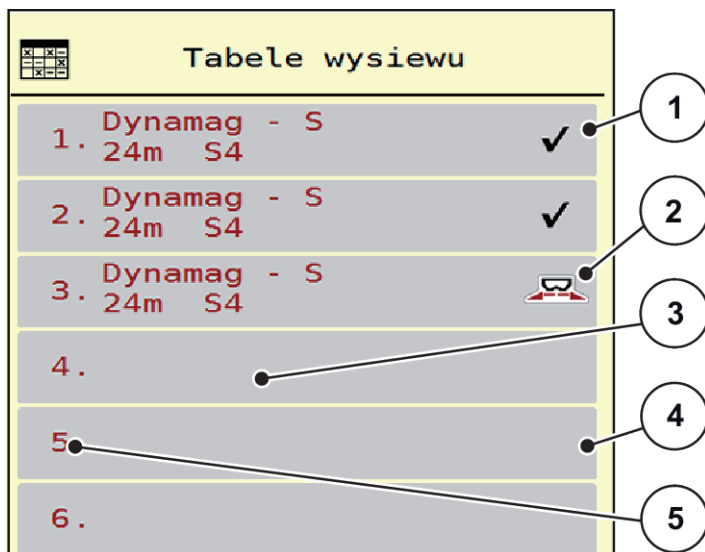 Tabele wysiewu
1. Dynamag - S
24m S4
2. Dynamag - S
24m S4
3. Dynamag - S
24m S4
4.
5.
6.
1
2
3
4
5